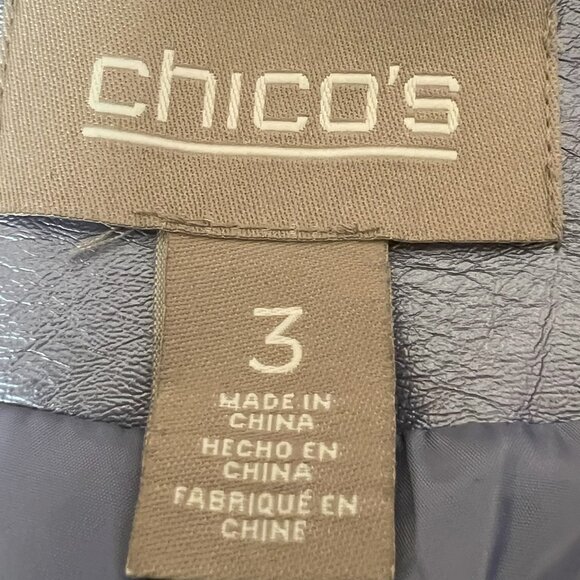 chico's
3
MADE IN
CHINA
HECHO EN
CHINA
FABRIQUÉ EN
CHINE